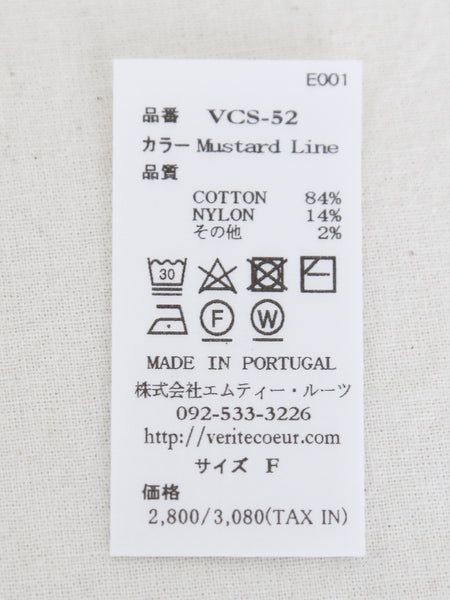 E001
品番 VCS-52
カラー Mustard Line
品質
COTTON 84%
NYLON 14%
その他 2%
30
F W
MADE IN PORTUGAL
株式会社エムティー・ルーツ
092-533-3226
http://veritecoeur.com
サイズ F
価格
2,800/3,080(TAX IN)